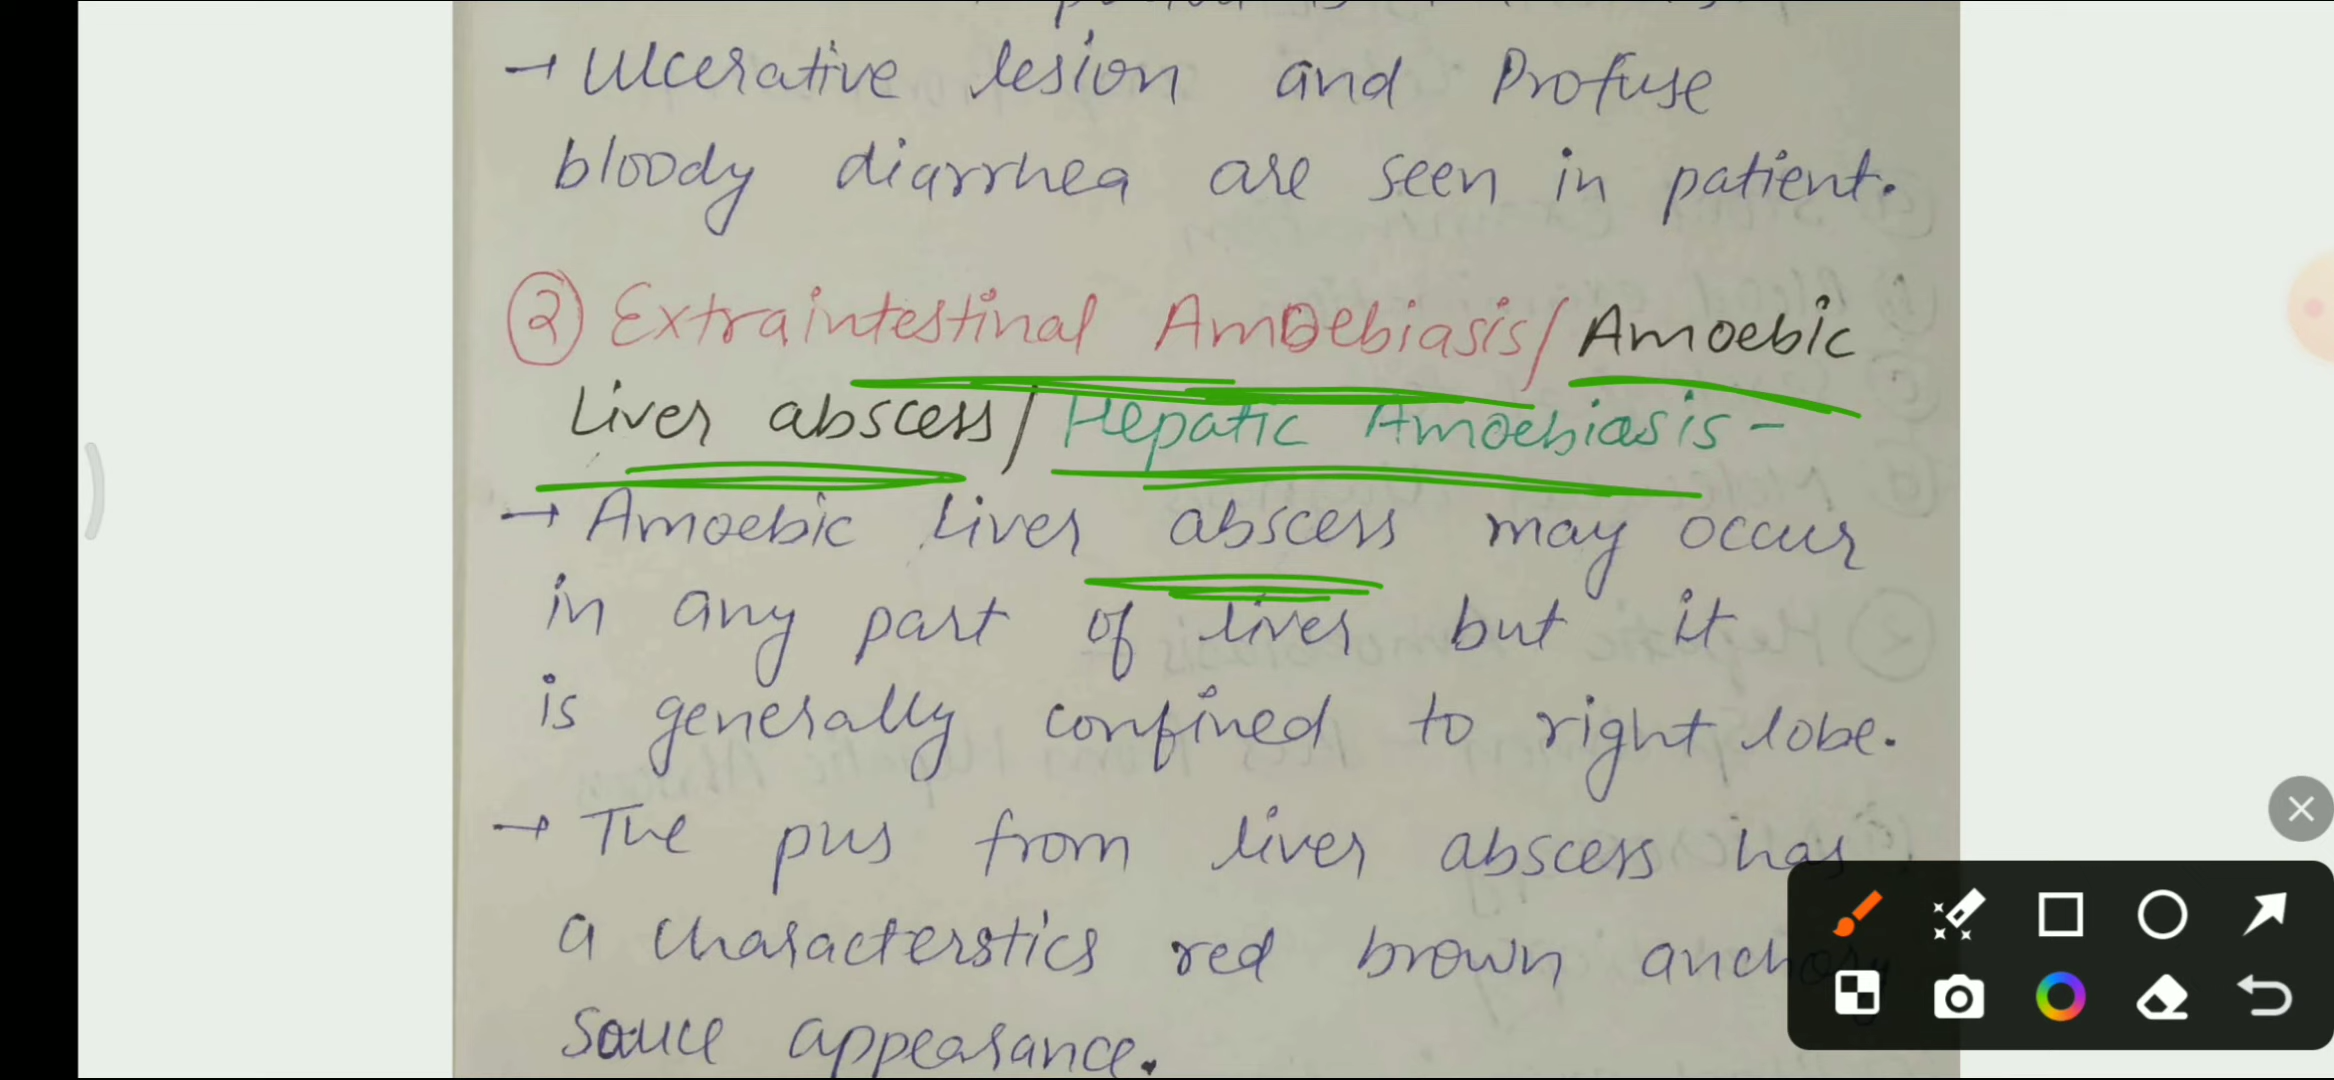 → Ulcerative lesion and Profuse
bloody diarrhea are seen in patient.
② Extraintestinal Amoebiasis/Amoebic
Liver abscess/Hepatic Amoebiasis-
→ Amoebic Liver abscess may occur
in any part of liver but it
is generally confined to right lobe.
→ The pus from liver abscess has
a characterstics red brown
Sauce appearance.